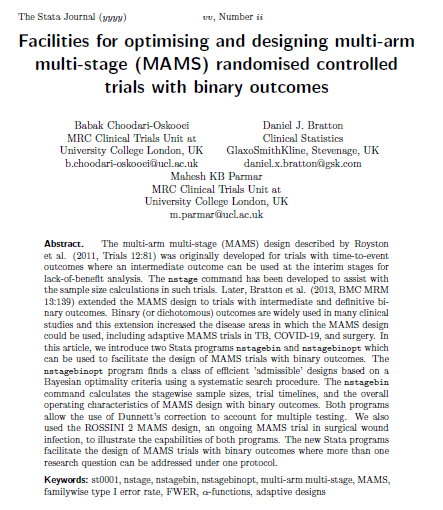 The Stata Journal (yyyy) vv, Number ii
Facilities for optimising and designing multi-arm
multi-stage (MAMS) randomised controlled
trials with binary outcomes
Babak Choodari-Oskooei
MRC Clinical Trials Unit at
University College London, UK
b.choodari-oskooei@ucl.ac.uk
Daniel J. Bratton
Clinical Statistics
GlaxoSmithKline, Stevenage, UK
daniel.x.bratton@gsk.com
Mahesh KB Parmar
MRC Clinical Trials Unit at
University College London, UK
m.parmar@ucl.ac.uk
Abstract. The multi-arm multi-stage (MAMS) design described by Royston
et al. (2011, Trials 12:81) was originally developed for trials with time-to-event
outcomes where an intermediate outcome can be used at the interim stages for
lack-of-benefit analysis. The nstage command has been developed to assist with
the sample size calculations in such trials. Later, Bratton et al. (2013, BMC MRM
13:139) extended the MAMS design to trials with intermediate and definitive bi-
nary outcomes. Binary (or dichotomous) outcomes are widely used in many clinical
studies and this extension increased the disease areas in which the MAMS design
could be used, including adaptive MAMS trials in TB, COVID-19, and surgery. In
this article, we introduce two Stata programs nstagebin and nstagebinopt which
can be used to facilitate the design of MAMS trials with binary outcomes. The
nstagebinopt program finds a class of efficient 'admissible' designs based on a
Bayesian optimality criteria using a systematic search procedure. The nstagebin
command calculates the stagewise sample sizes, trial timelines, and the overall
operating characteristics of MAMS design with binary outcomes. Both programs
allow the use of Dunnett's correction to account for multiple testing. We also
used the ROSSINI 2 MAMS design, an ongoing MAMS trial in surgical wound
infection, to illustrate the capabilities of both programs. The new Stata programs
facilitate the design of MAMS trials with binary outcomes where more than one
research question can be addressed under one protocol.
Keywords: st0001, nstage, nstagebin, nstagebinopt, multi-arm multi-stage, MAMS,
familywise type I error rate, FWER, α-functions, adaptive designs